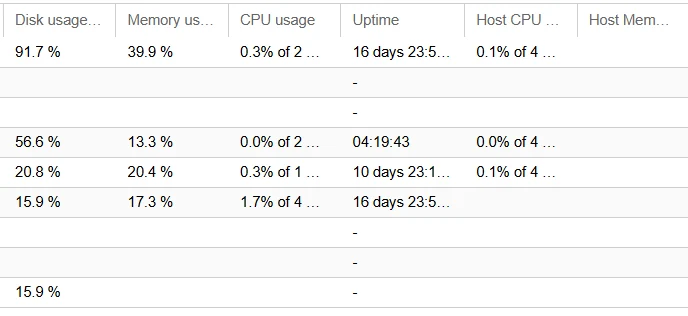 Disk usage... Memory us... CPU usage Uptime Host CPU ... Host Mem...
91.7 % 39.9 % 0.3% of 2 ... 16 days 23:5... 0.1% of 4 ...
-
-
56.6 % 13.3 % 0.0% of 2 ... 04:19:43 0.0% of 4 ...
20.8 % 20.4 % 0.3% of 1 ... 10 days 23:1... 0.1% of 4 ...
15.9 % 17.3 % 1.7% of 4 ... 16 days 23:5...
-
-
15.9 % -